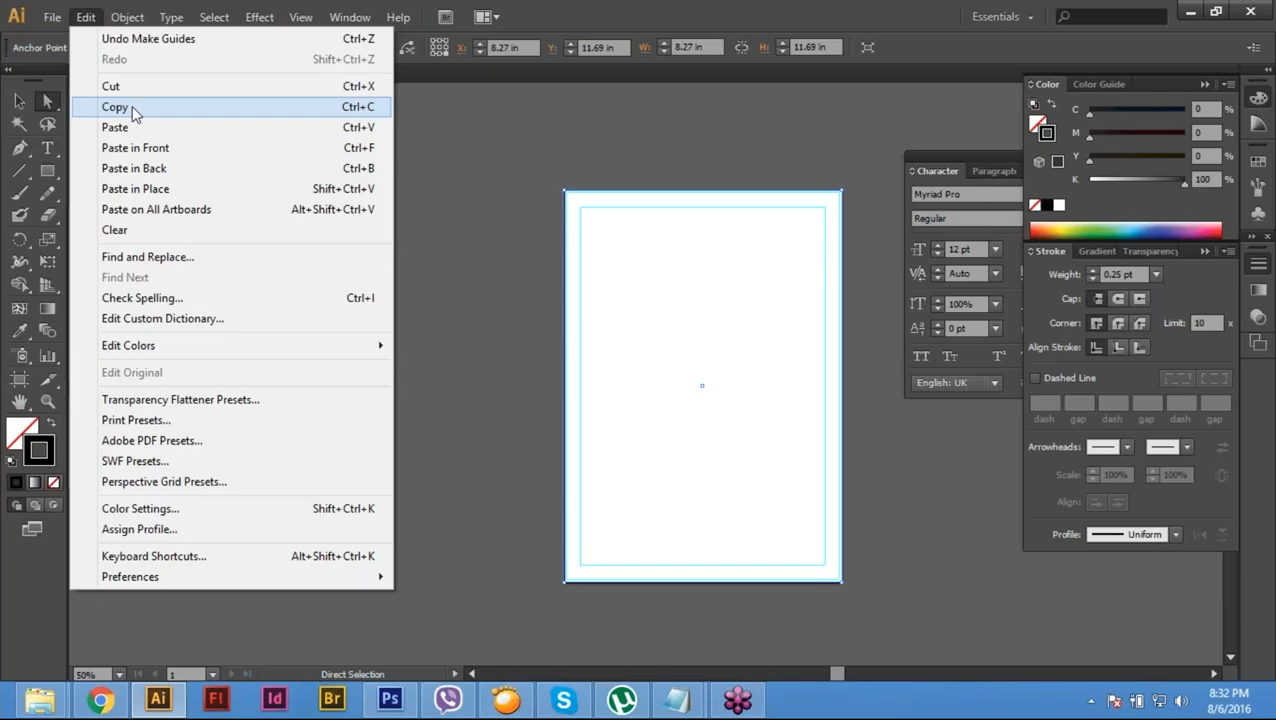 Ai File Edit Object Type Select Effect View Window Help Br Essentials
Anchor Point X: 8.27 in Y: 11.69 in W: 8.27 in H: 11.69 in
Undo Make Guides Ctrl+Z
Redo Shift+Ctrl+Z
Cut Ctrl+X
Copy Ctrl+C
Paste Ctrl+V
Paste in Front Ctrl+F
Paste in Back Ctrl+B
Paste in Place Shift+Ctrl+V
Paste on All Artboards Alt+Shift+Ctrl+V
Clear
Find and Replace...
Find Next
Check Spelling... Ctrl+I
Edit Custom Dictionary...
Edit Colors
Edit Original
Transparency Flattener Presets...
Print Presets...
Adobe PDF Presets...
SWF Presets...
Perspective Grid Presets...
Color Settings... Shift+Ctrl+K
Assign Profile...
Keyboard Shortcuts... Alt+Shift+Ctrl+K
Preferences
Character Paragraph
Myriad Pro
Regular
12 pt
Auto
100%
0 pt
English: UK
Color Color Guide
C 0 %
M 0 %
Y 0 %
K 100 %
Stroke Gradient Transparency
Weight: 0.25 pt
Cap:
Corner: Limit: 10 x
Align Stroke:
Dashed Line
dash gap dash gap dash gap
Arrowheads:
Scale: 100% 100%
Align:
Profile: Uniform
50% 1 Direct Selection
Ai Fl Id Br Ps
8:32 PM
8/6/2016